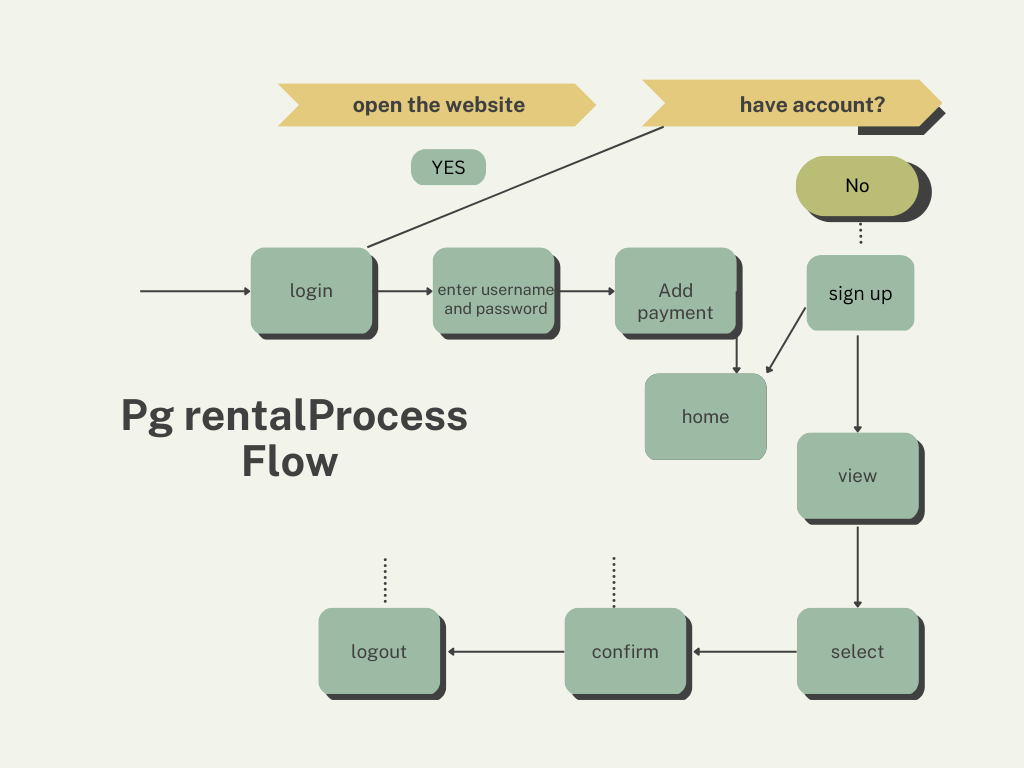 open the website
have account?
YES
No
login
enter username
and password
Add
payment
sign up
home
Pg rentalProcess
Flow
view
logout
confirm
select